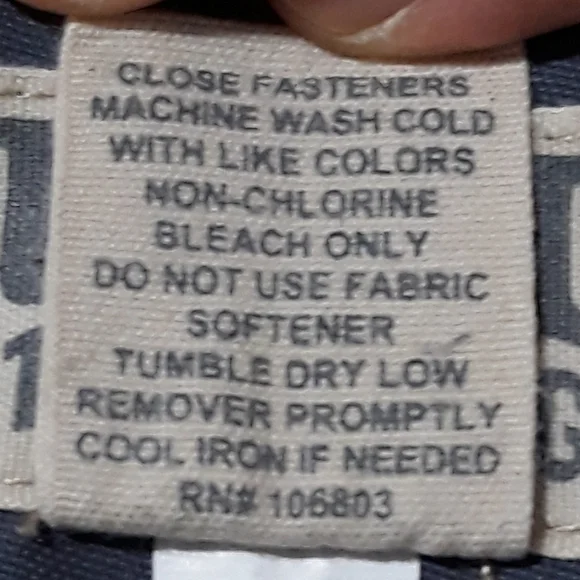 CLOSE FASTENERS
MACHINE WASH COLD
WITH LIKE COLORS
NON-CHLORINE
BLEACH ONLY
DO NOT USE FABRIC
SOFTENER
TUMBLE DRY LOW
REMOVER PROMPTLY
COOL IRON IF NEEDED
RN# 106803